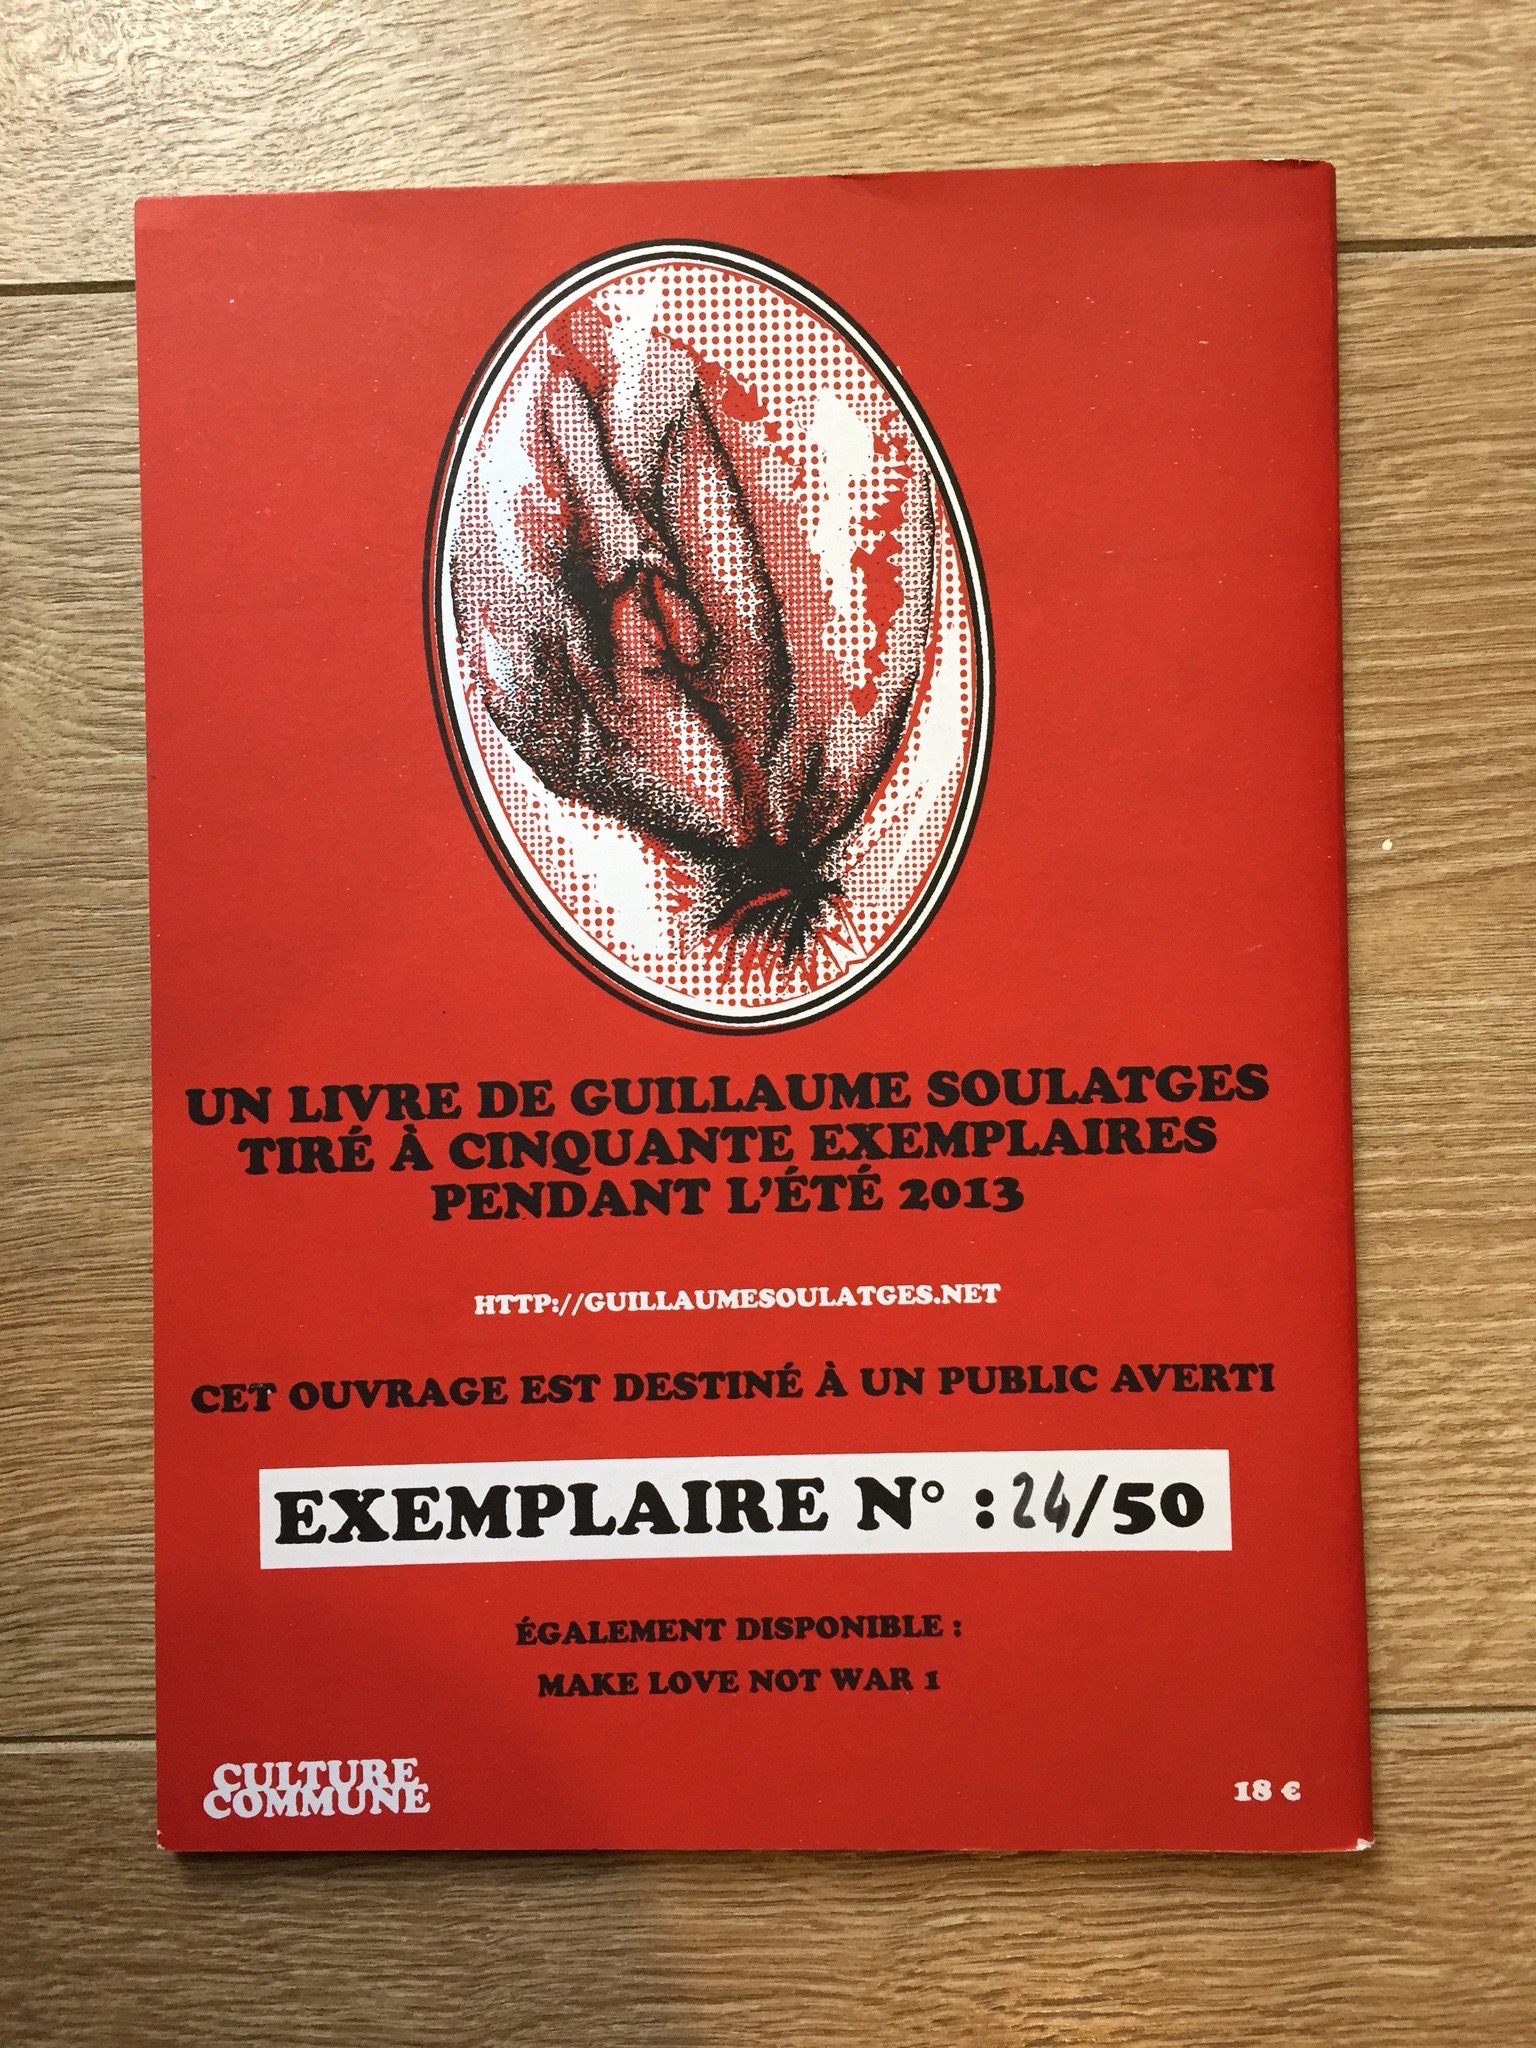 UN LIVRE DE GUILLAUME SOULATGES
TIRÉ À CINQUANTE EXEMPLAIRES
PENDANT L'ÉTÉ 2013
HTTP://GUILLAUMESOULATGES.NET
CET OUVRAGE EST DESTINÉ À UN PUBLIC AVERTI
EXEMPLAIRE N° : 24/50
ÉGALEMENT DISPONIBLE :
MAKE LOVE NOT WAR 1
CULTURE
COMMUNE
18 €